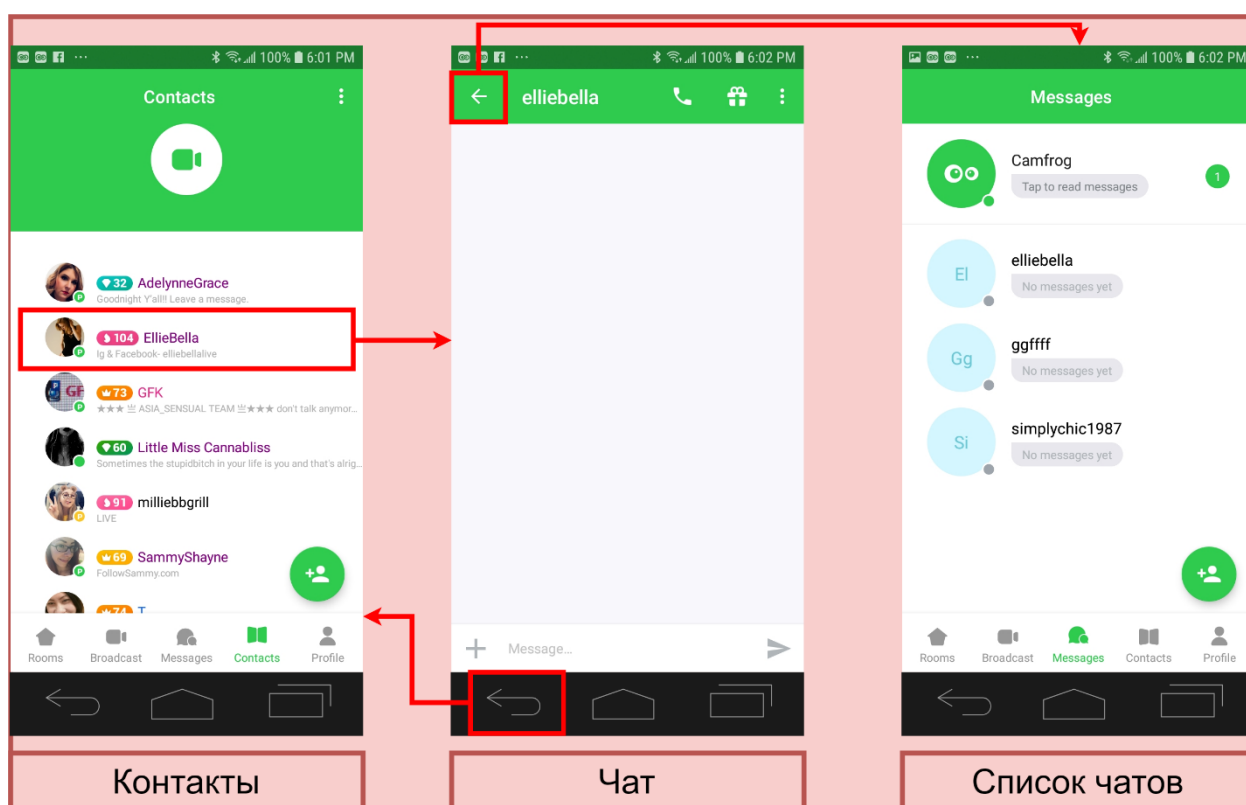 100% 6:01 PM
Contacts
32 AdelynneGrace
Goodnight Y'all!! Leave a message.
104 EllieBella
Ig & Facebook- elliebellalive
GF
73 GFK
★★★ 亗 ASIA_SENSUAL TEAM 亗★★★ don't talk anymor...
60 Little Miss Cannabliss
Sometimes the stupidbitch in your life is you and that's alrig...
91 milliebbgrill
LIVE
69 SammyShayne
FollowSammy.com
74 T
Rooms Broadcast Messages Contacts Profile
Контакты
100% 6:02 PM
elliebella
Message...
Чат
100% 6:02 PM
Messages
Camfrog
Tap to read messages
1
El
elliebella
No messages yet
Gg
ggffff
No messages yet
Si
simplychic1987
No messages yet
Rooms Broadcast Messages Contacts Profile
Список чатов